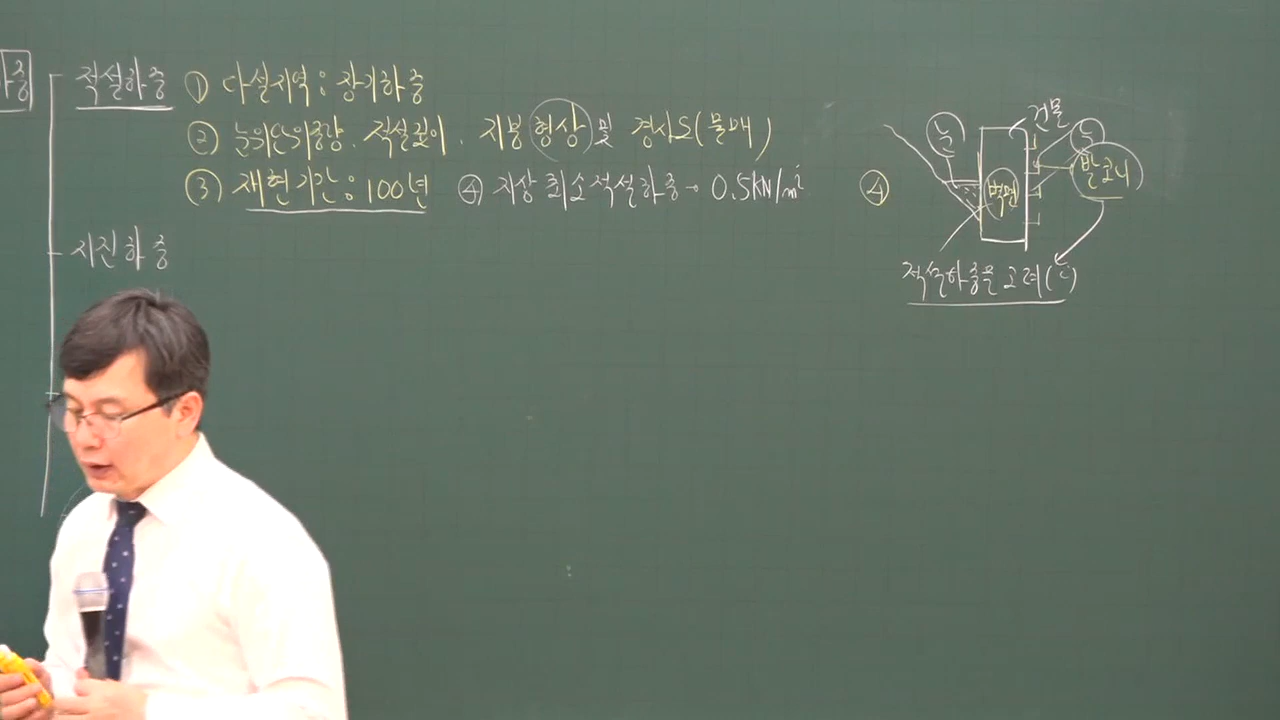 하중
적설하중 ① 다설지역 : 장기하중
② 눈의단위중량 . 적설깊이 . 지붕형상 및 경사도(물매)
③ 재현기간 : 100년 ④ 지상 최소적설하중 → 0.5kN/m²
④
눈
건물
눈
벽면
발코니
적설하중을 고려(○)
지진하중